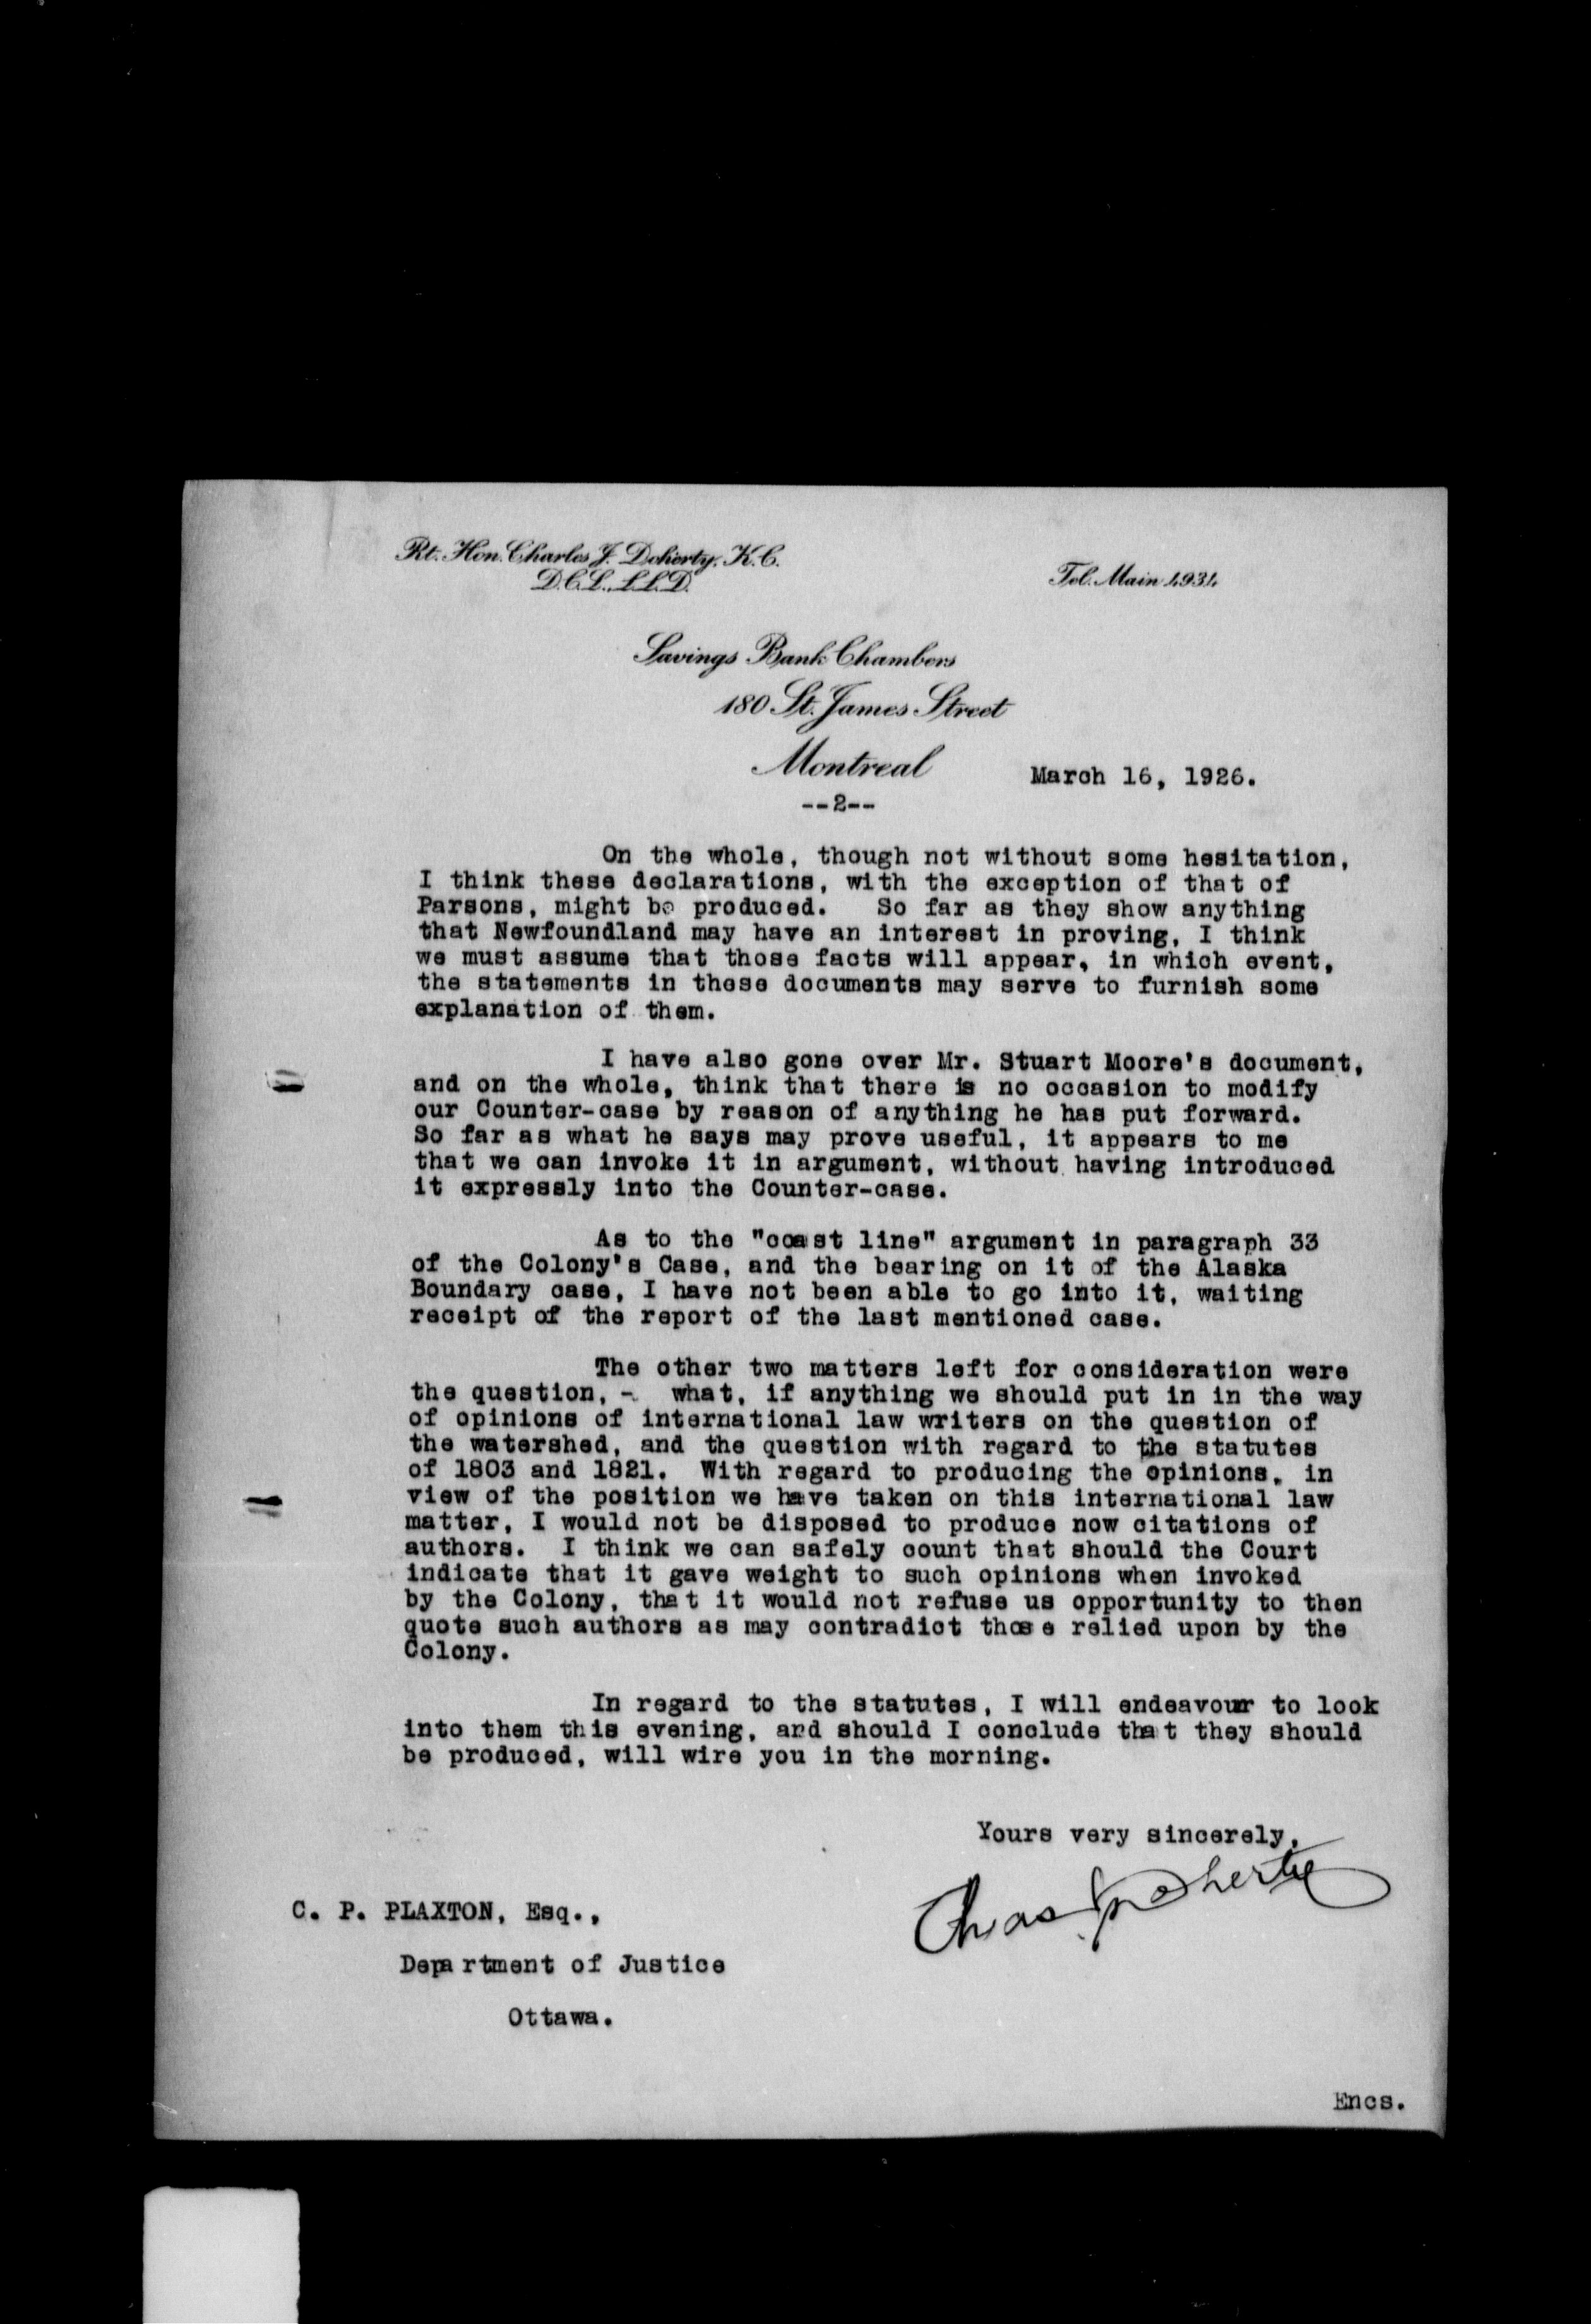 Rt. Hon. Charles J. Doherty, K.C.
D.C.L., L.L.D.
Tel. Main 4934
Savings Bank Chambers
180 St. James Street
Montreal
March 16, 1926.
--2--
On the whole, though not without some hesitation,
I think these declarations, with the exception of that of
Parsons, might be produced. So far as they show anything
that Newfoundland may have an interest in proving, I think
we must assume that those facts will appear, in which event,
the statements in these documents may serve to furnish some
explanation of them.
I have also gone over Mr. Stuart Moore's document,
and on the whole, think that there is no occasion to modify
our Counter-case by reason of anything he has put forward.
So far as what he says may prove useful, it appears to me
that we can invoke it in argument, without having introduced
it expressly into the Counter-case.
As to the "coast line" argument in paragraph 33
of the Colony's Case, and the bearing on it of the Alaska
Boundary case, I have not been able to go into it, waiting
receipt of the report of the last mentioned case.
The other two matters left for consideration were
the question, - what, if anything we should put in in the way
of opinions of international law writers on the question of
the watershed, and the question with regard to the statutes
of 1803 and 1821. With regard to producing the opinions, in
view of the position we have taken on this international law
matter, I would not be disposed to produce now citations of
authors. I think we can safely count that should the Court
indicate that it gave weight to such opinions when invoked
by the Colony, that it would not refuse us opportunity to then
quote such authors as may contradict those relied upon by the
Colony.
In regard to the statutes, I will endeavour to look
into them this evening, and should I conclude that they should
be produced, will wire you in the morning.
Yours very sincerely,
Chas J Doherty
C. P. PLAXTON, Esq.,
Department of Justice
Ottawa.
Encs.